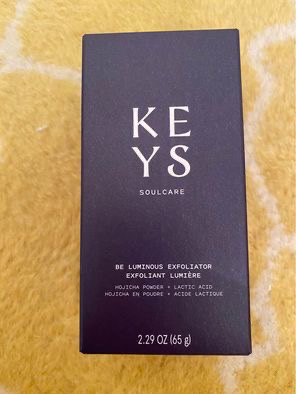 KE
YS
SOULCARE
BE LUMINOUS EXFOLIATOR
EXFOLIANT LUMIÈRE
HOJICHA POWDER + LACTIC ACID
HOJICHA EN POUDRE + ACIDE LACTIQUE
2.29 OZ (65 g)